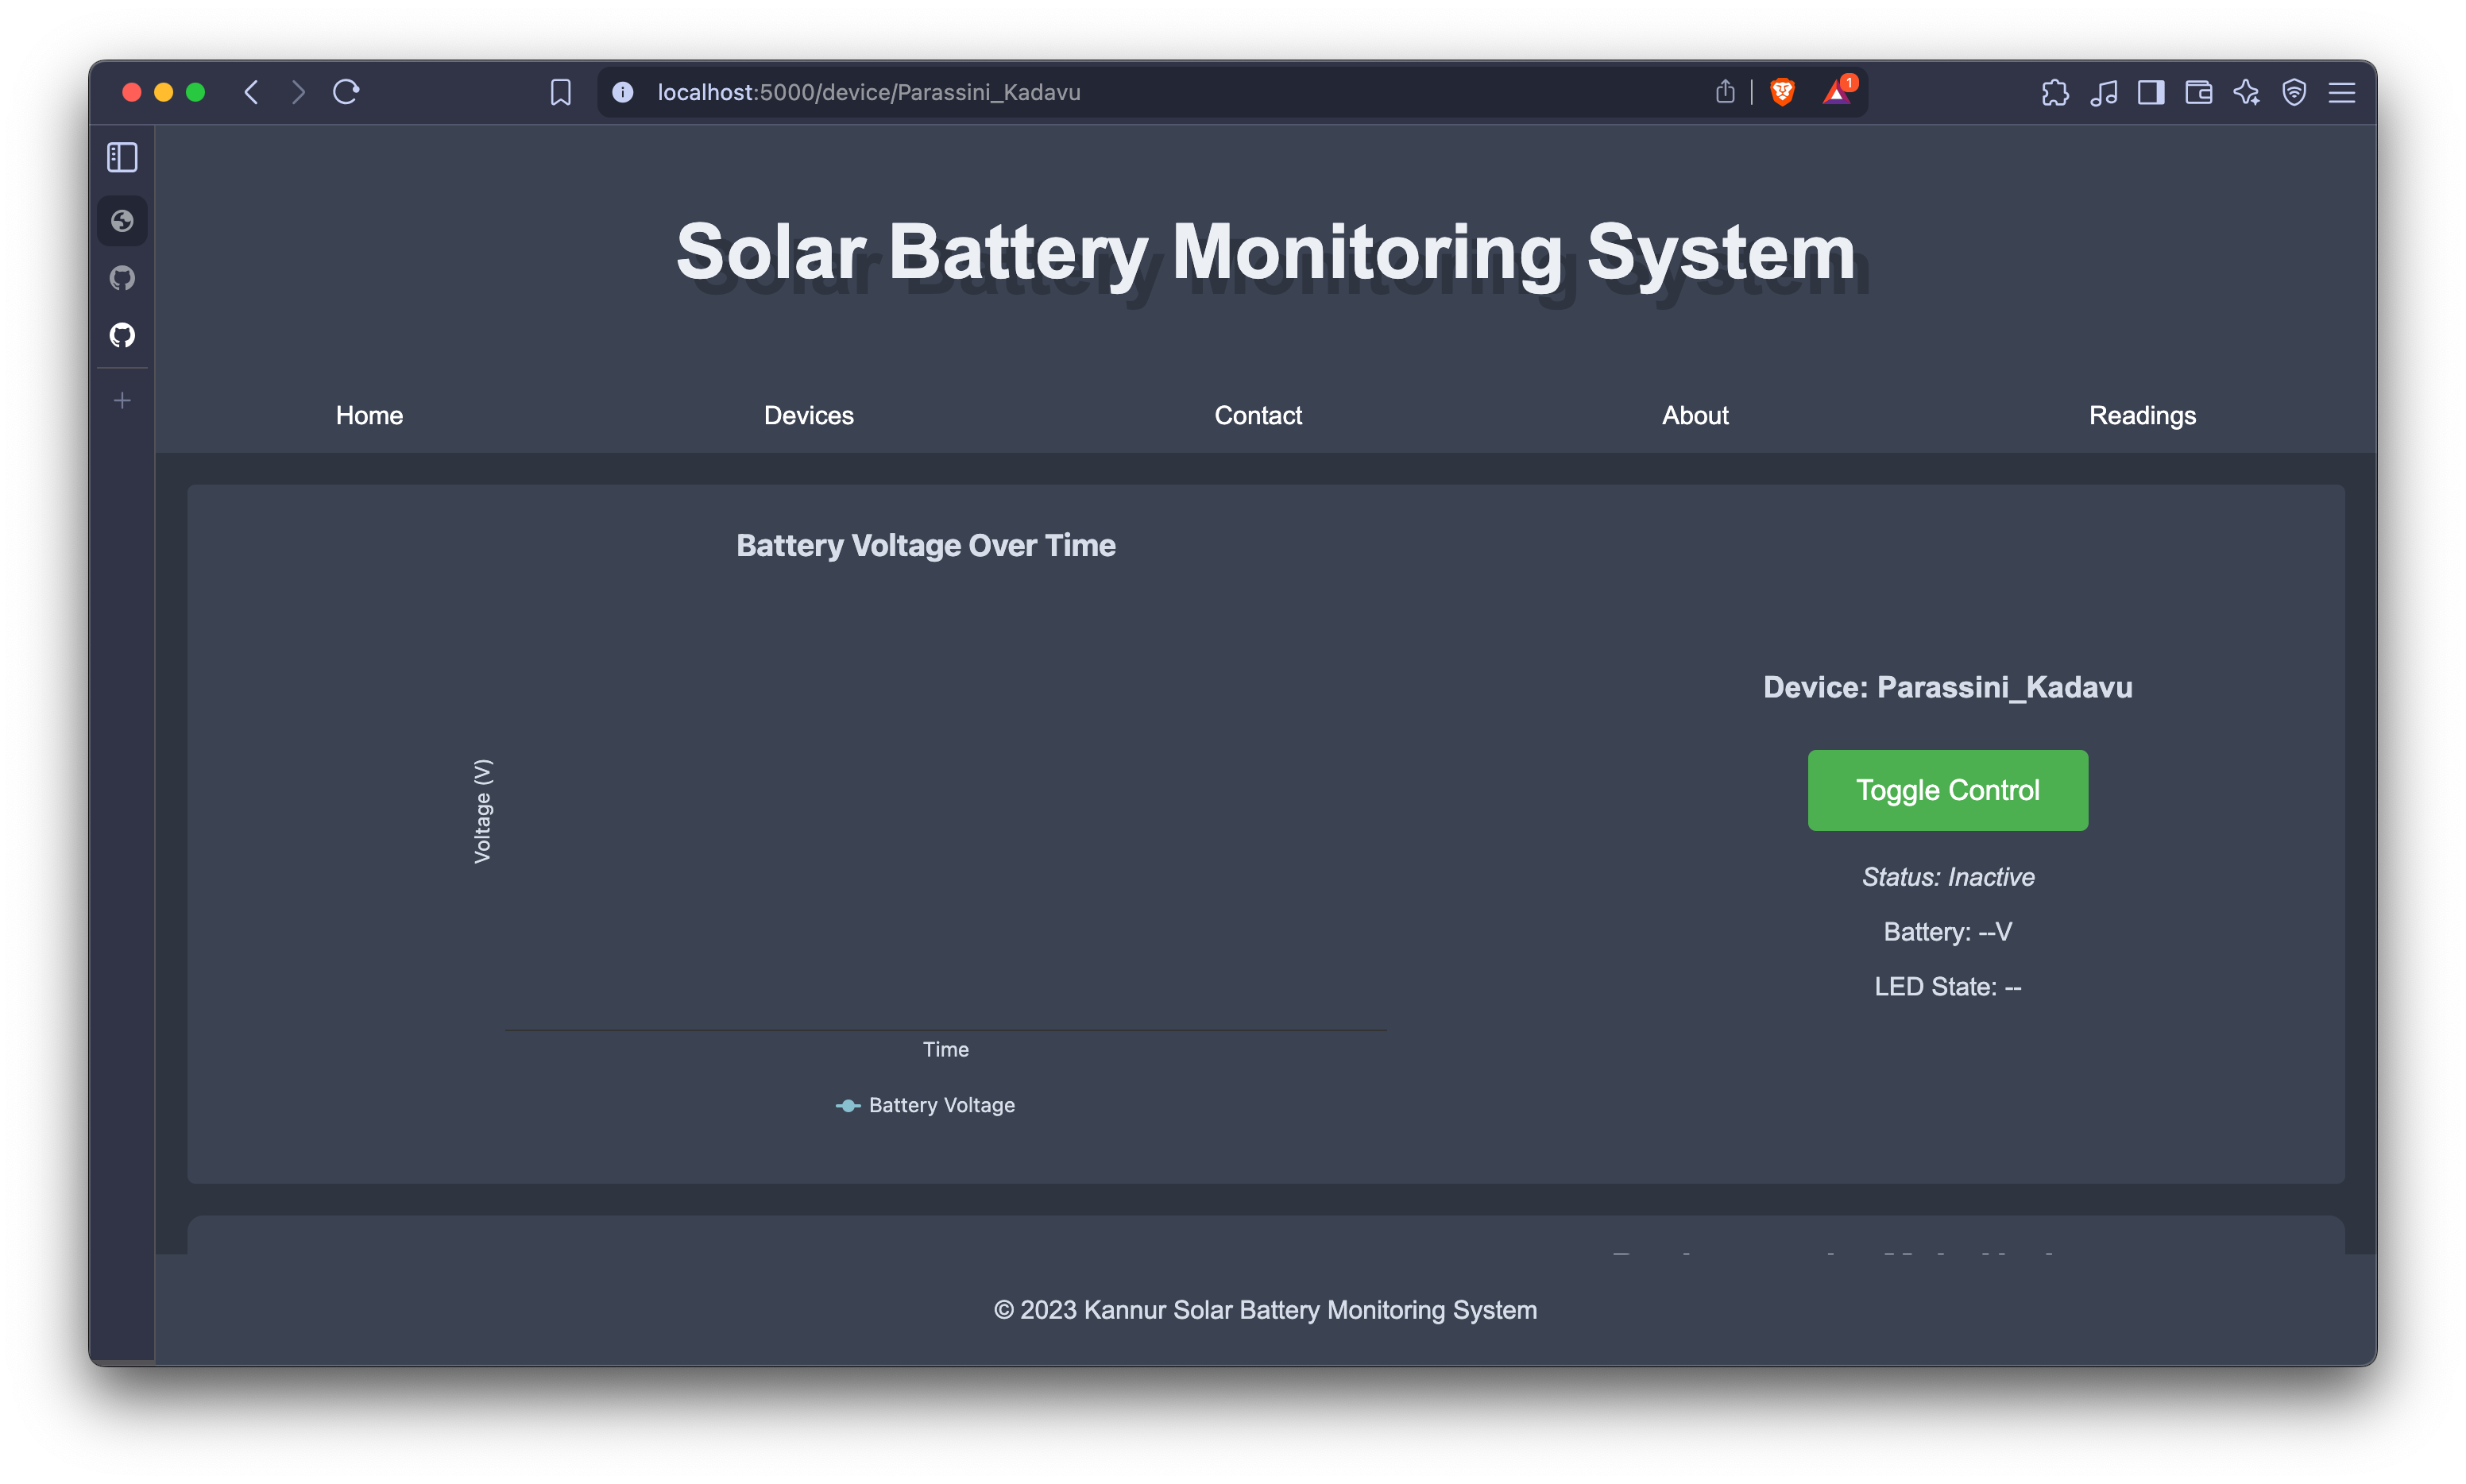 localhost:5000/device/Parassini_Kadavu
1
Solar Battery Monitoring System
Home Devices Contact About Readings
Battery Voltage Over Time
Voltage (V)
Time
Battery Voltage
Device: Parassini_Kadavu
Toggle Control
Status: Inactive
Battery: --V
LED State: --
© 2023 Kannur Solar Battery Monitoring System